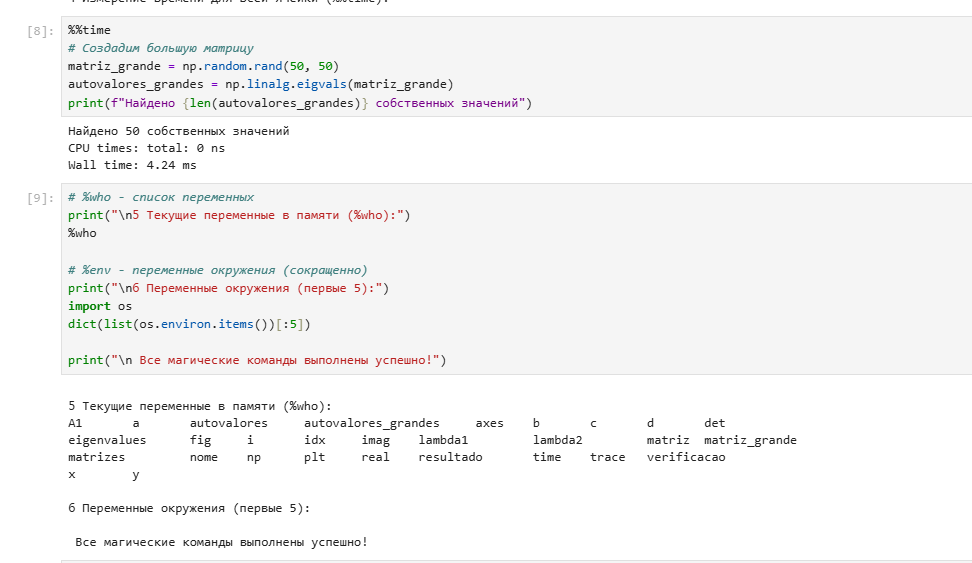 4 Измерение времени для всей ячейки (%%time):
[8]: %%time
# Создадим большую матрицу
matriz_grande = np.random.rand(50, 50)
autovalores_grandes = np.linalg.eigvals(matriz_grande)
print(f"Найдено {len(autovalores_grandes)} собственных значений")
Найдено 50 собственных значений
CPU times: total: 0 ns
Wall time: 4.24 ms
[9]: # %who - список переменных
print("\n5 Текущие переменные в памяти (%who):")
%who
# %env - переменные окружения (сокращенно)
print("\n6 Переменные окружения (первые 5):")
import os
dict(list(os.environ.items())[:5])
print("\n Все магические команды выполнены успешно!")
5 Текущие переменные в памяти (%who):
A1 a autovalores autovalores_grandes axes b c d det
eigenvalues fig i idx imag lambda1 lambda2 matriz matriz_grande
matrizes nome np plt real resultado time trace verificacao
x y
6 Переменные окружения (первые 5):
Все магические команды выполнены успешно!